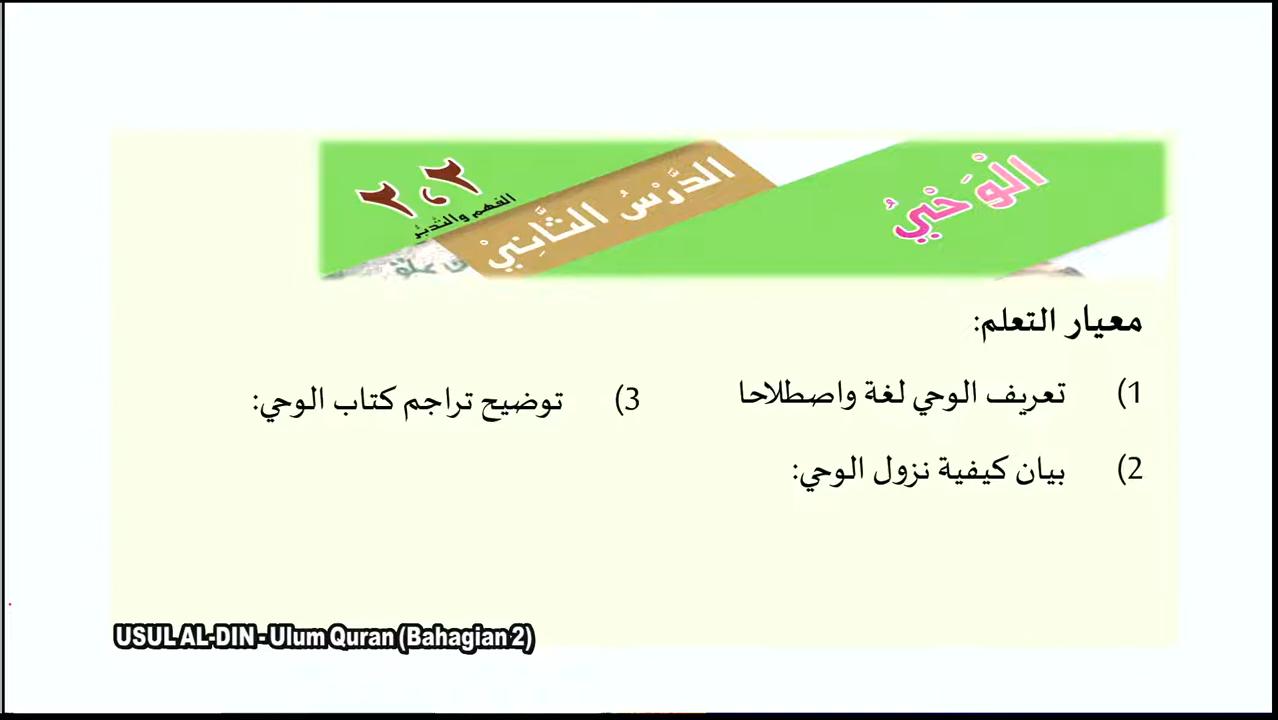 الْوَحْيُ
الدَّرْسُ الثَّانِيْ
٢،٢
الفهم والتدبر
معيار التعلم:
1) تعريف الوحي لغة واصطلاحا
2) بيان كيفية نزول الوحي:
3) توضيح تراجم كتاب الوحي:
USUL AL-DIN - Ulum Quran (Bahagian 2)